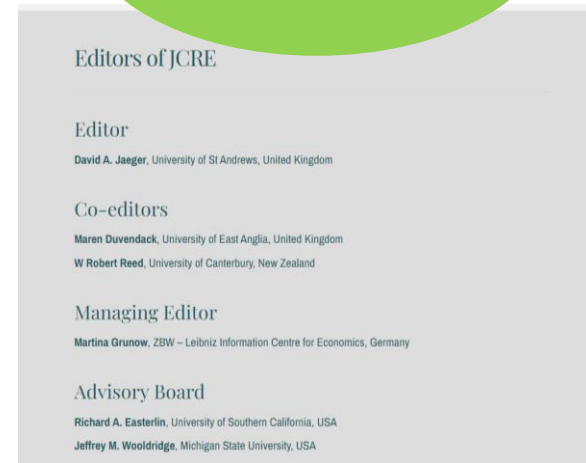 Editors of JCRE
Editor
David A. Jaeger, University of St Andrews, United Kingdom
Co-editors
Maren Duvendack, University of East Anglia, United Kingdom
W Robert Reed, University of Canterbury, New Zealand
Managing Editor
Martina Grunow, ZBW – Leibniz Information Centre for Economics, Germany
Advisory Board
Richard A. Easterlin, University of Southern California, USA
Jeffrey M. Wooldridge, Michigan State University, USA